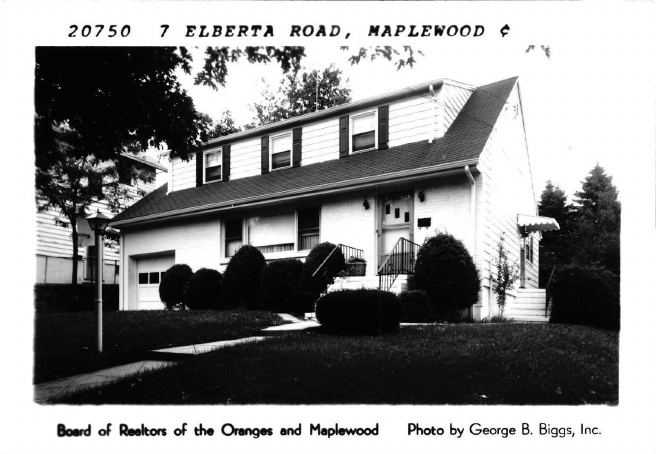 20750 7 ELBERTA ROAD, MAPLEWOOD ¢
Board of Realtors of the Oranges and Maplewood Photo by George B. Biggs, Inc.